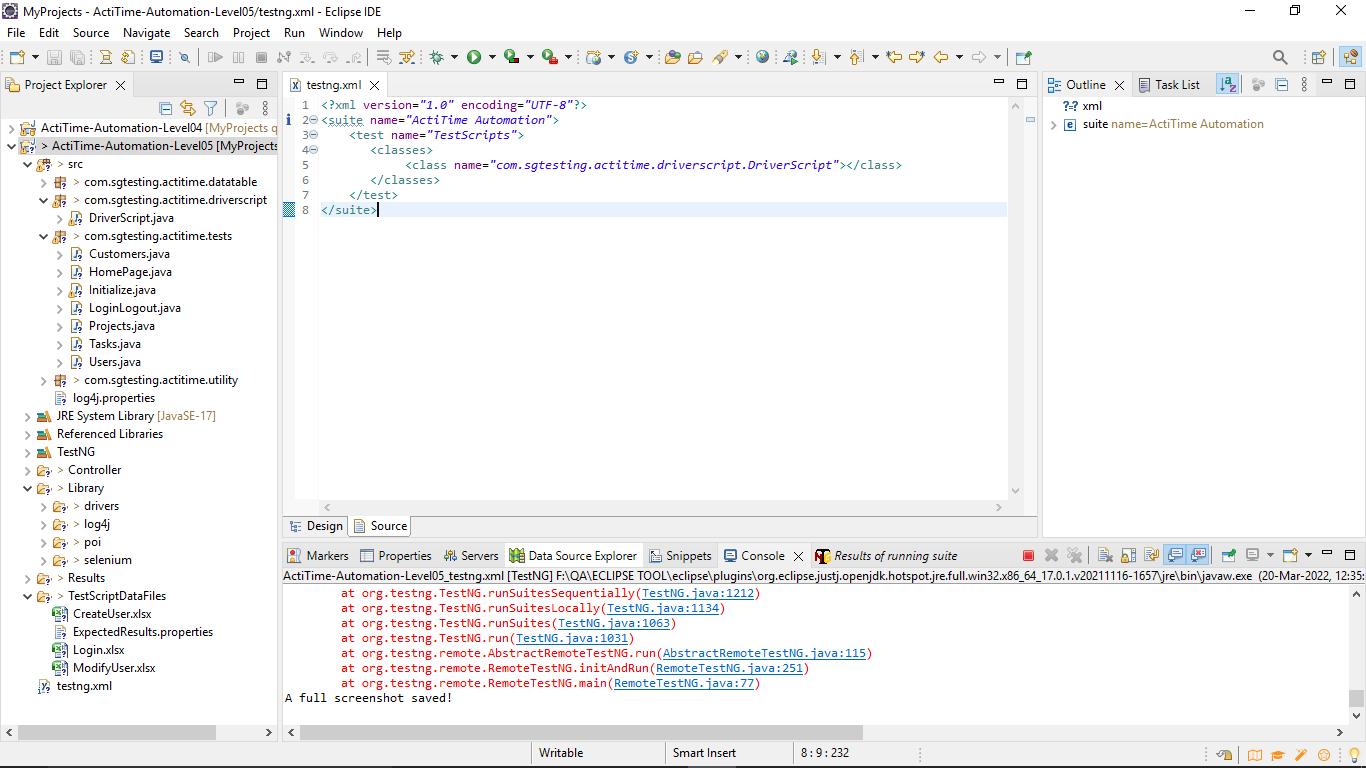 MyProjects - ActiTime-Automation-Level05/testng.xml - Eclipse IDE
File Edit Source Navigate Search Project Run Window Help
Project Explorer
ActiTime-Automation-Level04 [MyProjects q
> ActiTime-Automation-Level05 [MyProjects
> src
> com.sgtesting.actitime.datatable
> com.sgtesting.actitime.driverscript
DriverScript.java
> com.sgtesting.actitime.tests
Customers.java
HomePage.java
Initialize.java
LoginLogout.java
Projects.java
Tasks.java
Users.java
> com.sgtesting.actitime.utility
log4j.properties
JRE System Library [JavaSE-17]
Referenced Libraries
TestNG
> Controller
> Library
> drivers
> log4j
> poi
> selenium
> Results
> TestScriptDataFiles
CreateUser.xlsx
ExpectedResults.properties
Login.xlsx
ModifyUser.xlsx
testng.xml
testng.xml
1 <?xml version="1.0" encoding="UTF-8"?>
2 <suite name="ActiTime Automation">
3 <test name="TestScripts">
4 <classes>
5 <class name="com.sgtesting.actitime.driverscript.DriverScript"></class>
6 </classes>
7 </test>
8 </suite>
Design Source
Outline Task List
?-? xml
e suite name=ActiTime Automation
Markers Properties Servers Data Source Explorer Snippets Console Results of running suite
ActiTime-Automation-Level05_testng.xml [TestNG] F:\QA\ECLIPSE TOOL\eclipse\plugins\org.eclipse.justj.openjdk.hotspot.jre.full.win32.x86_64_17.0.1.v20211116-1657\jre\bin\javaw.exe (20-Mar-2022, 12:35:
at org.testng.TestNG.runSuitesSequentially(TestNG.java:1212)
at org.testng.TestNG.runSuitesLocally(TestNG.java:1134)
at org.testng.TestNG.runSuites(TestNG.java:1063)
at org.testng.TestNG.run(TestNG.java:1031)
at org.testng.remote.AbstractRemoteTestNG.run(AbstractRemoteTestNG.java:115)
at org.testng.remote.RemoteTestNG.initAndRun(RemoteTestNG.java:251)
at org.testng.remote.RemoteTestNG.main(RemoteTestNG.java:77)
A full screenshot saved!
Writable Smart Insert 8 : 9 : 232